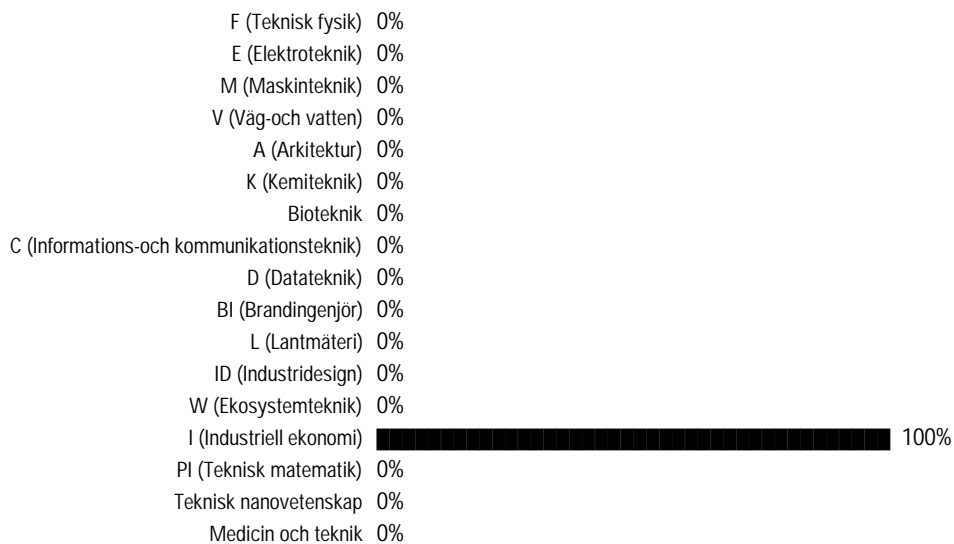 F (Teknisk fysik) 0%
E (Elektroteknik) 0%
M (Maskinteknik) 0%
V (Väg-och vatten) 0%
A (Arkitektur) 0%
K (Kemiteknik) 0%
Bioteknik 0%
C (Informations-och kommunikationsteknik) 0%
D (Datateknik) 0%
BI (Brandingenjör) 0%
L (Lantmäteri) 0%
ID (Industridesign) 0%
W (Ekosystemteknik) 0%
I (Industriell ekonomi) 100%
PI (Teknisk matematik) 0%
Teknisk nanovetenskap 0%
Medicin och teknik 0%